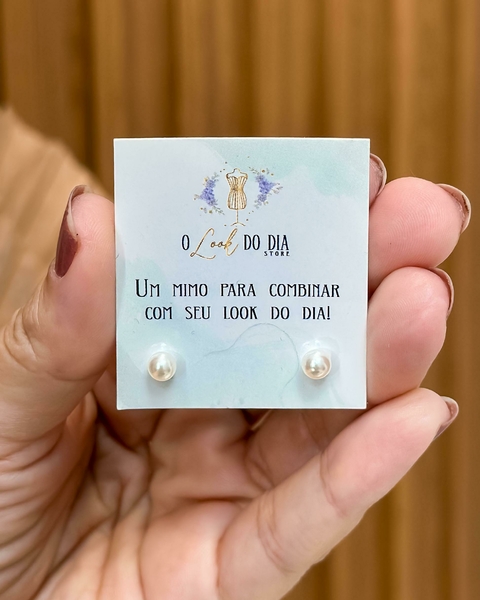 O Look DO DIA
STORE
UM MIMO PARA COMBINAR
COM SEU LOOK DO DIA!